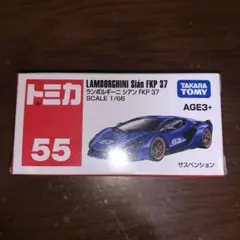 トミカ
LAMBORGHINI Sián FKP 37
ランボルギーニ シアン FKP 37
SCALE 1/66
TAKARA TOMY
AGE3+
55
サスペンション